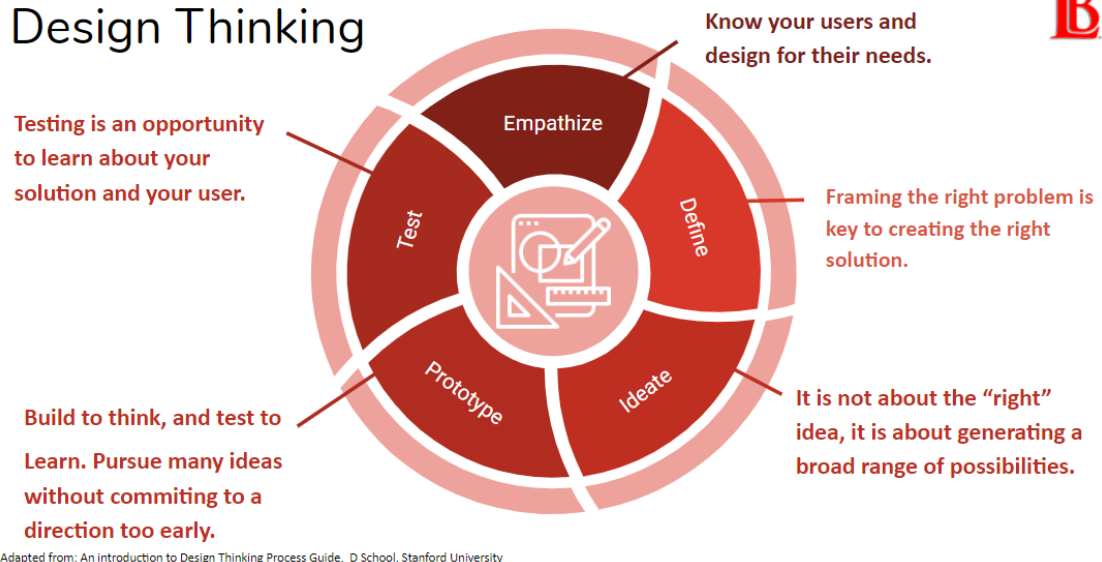 Design Thinking
LB
Know your users and
design for their needs.
Testing is an opportunity
to learn about your
solution and your user.
Empathize
Define
Framing the right problem is
key to creating the right
solution.
Test
Prototype
Ideate
It is not about the “right”
idea, it is about generating a
broad range of possibilities.
Build to think, and test to
Learn. Pursue many ideas
without commiting to a
direction too early.
Adapted from: An introduction to Design Thinking Process Guide, D School, Stanford University